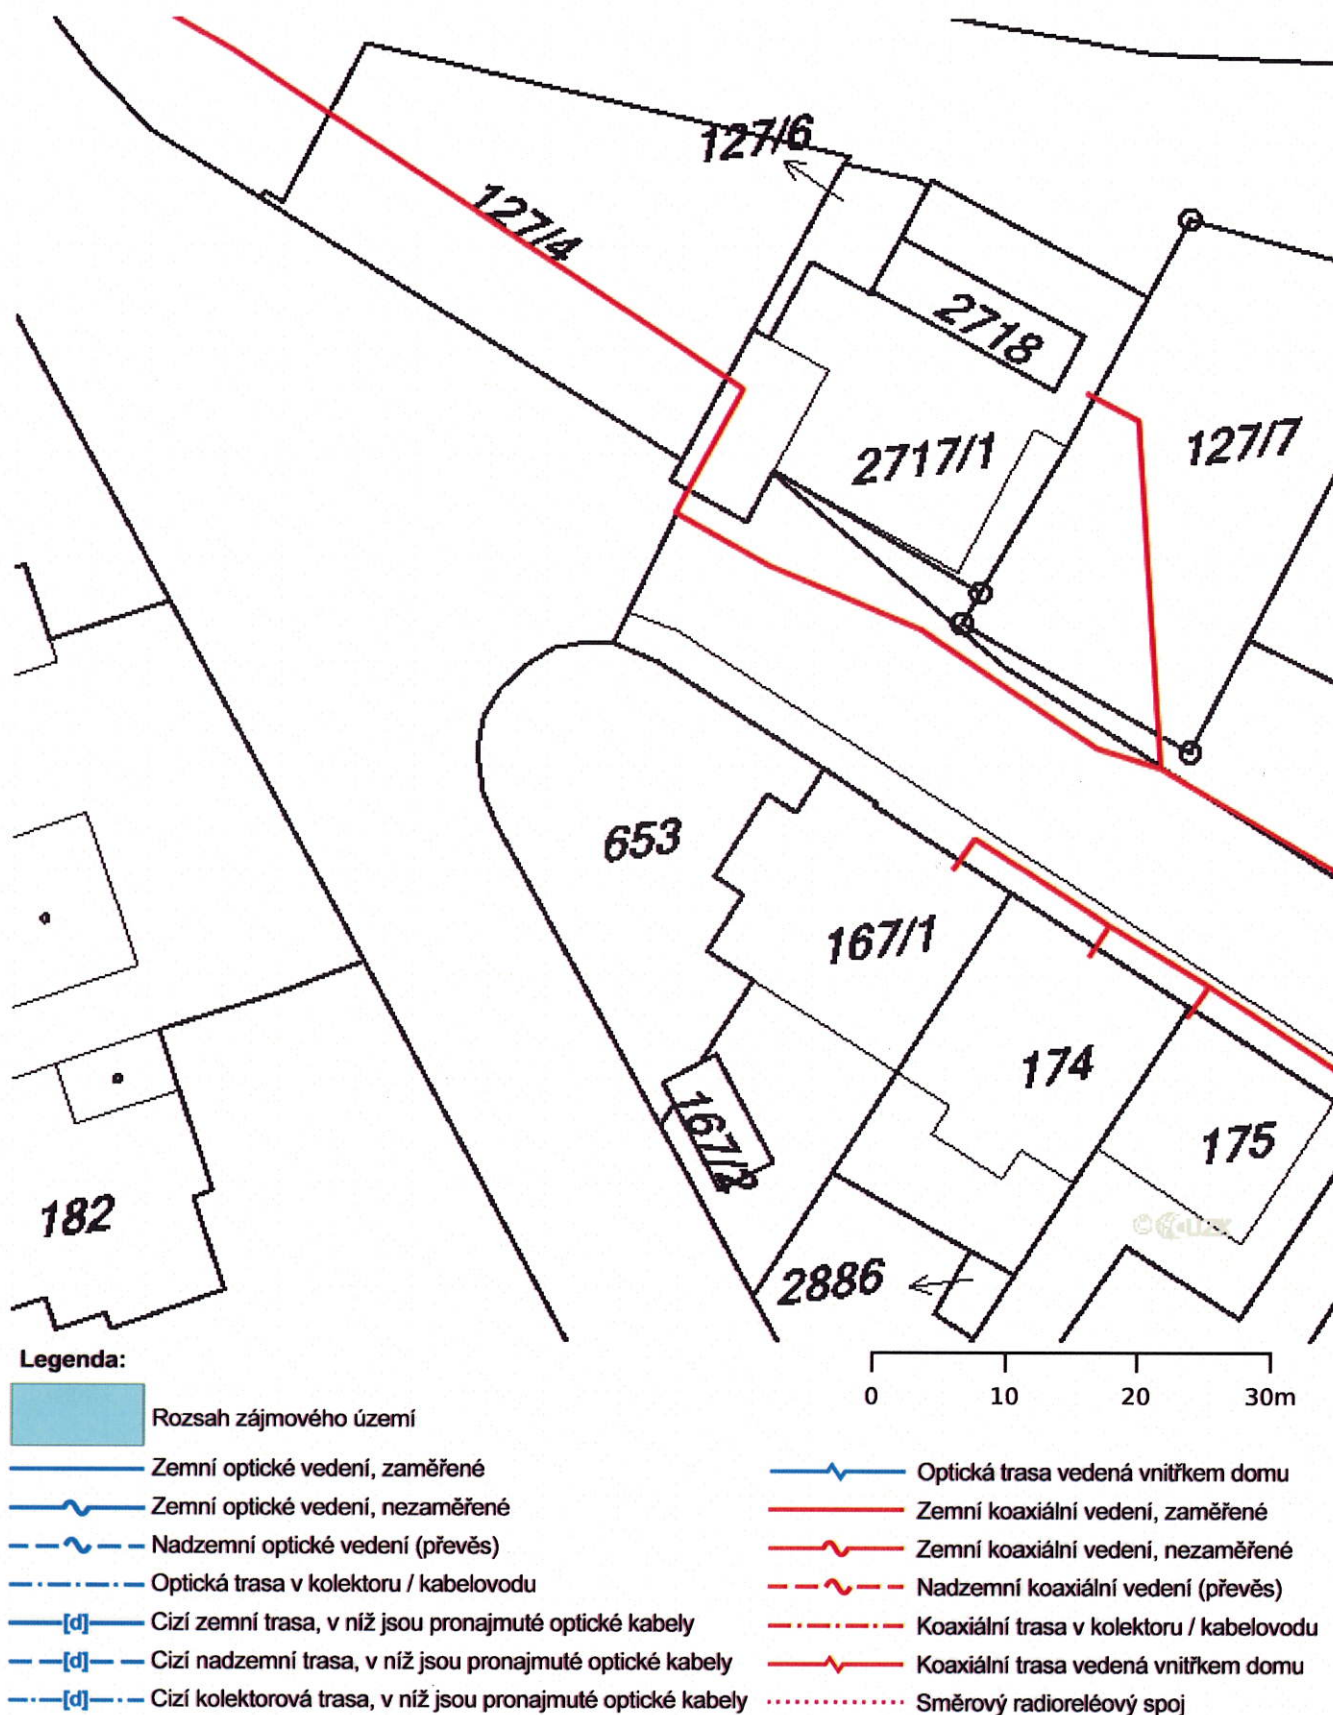 127/6
127/4
2718
127/7
2717/1
653
167/1
174
167/2
175
182
2886
Legenda:
0 10 20 30m
Rozsah zájmového území
Zemní optické vedení, zaměřené
Zemní optické vedení, nezaměřené
Nadzemní optické vedení (převěs)
Optická trasa v kolektoru / kabelovodu
[d] Cizí zemní trasa, v níž jsou pronajmuté optické kabely
[d] Cizí nadzemní trasa, v níž jsou pronajmuté optické kabely
[d] Cizí kolektorová trasa, v níž jsou pronajmuté optické kabely
Optická trasa vedená vnitřkem domu
Zemní koaxiální vedení, zaměřené
Zemní koaxiální vedení, nezaměřené
Nadzemní koaxiální vedení (převěs)
Koaxiální trasa v kolektoru / kabelovodu
Koaxiální trasa vedená vnitřkem domu
Směrový radioreléový spoj